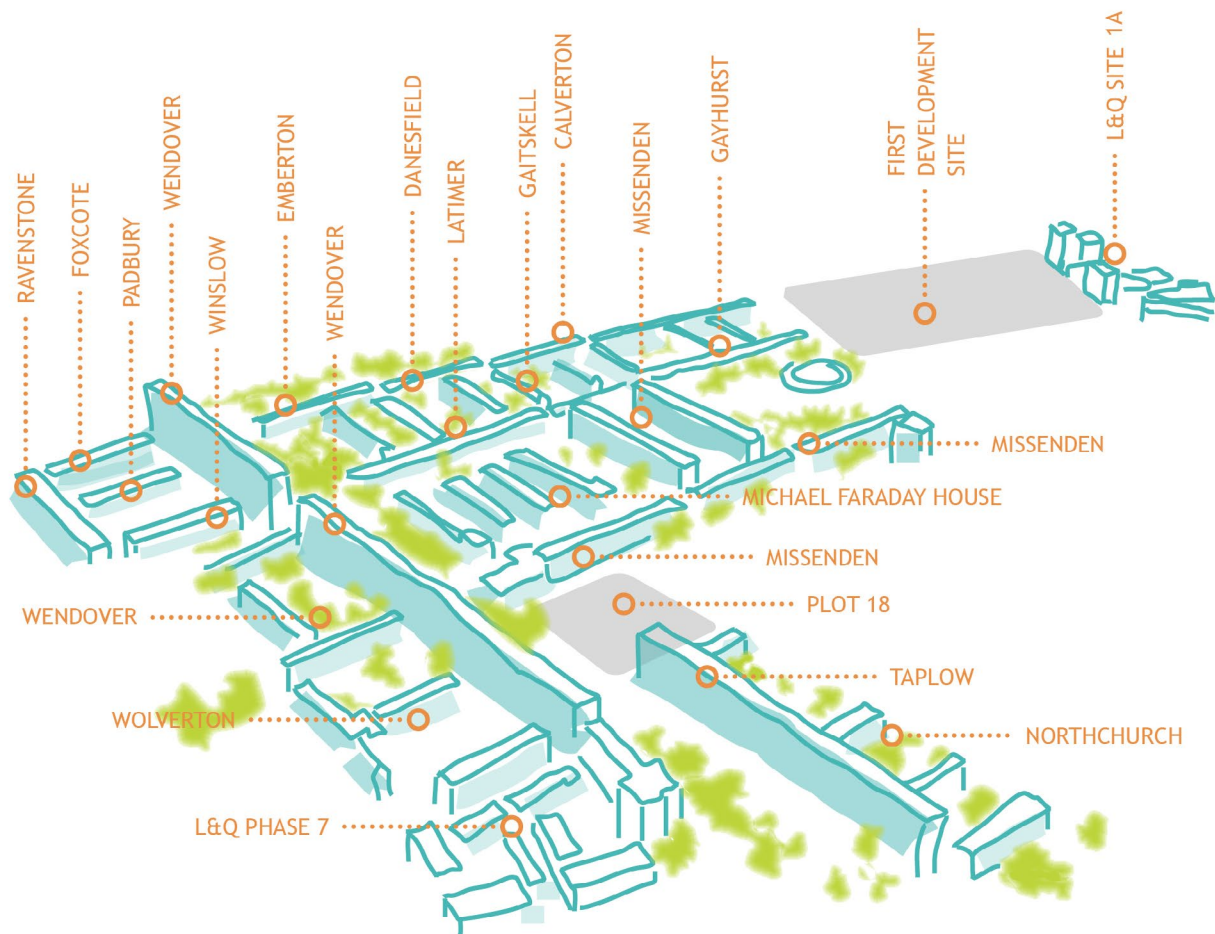 RAVENSTONE
FOXCOTE
PADBURY
WENDOVER
WINSLOW
EMBERTON
WENDOVER
DANESFIELD
LATIMER
GAITSKELL
CALVERTON
MISSENDEN
GAYHURST
FIRST
DEVELOPMENT
SITE
L&Q SITE 1A
MISSENDEN
MICHAEL FARADAY HOUSE
MISSENDEN
PLOT 18
WENDOVER
TAPLOW
WOLVERTON
NORTHCHURCH
L&Q PHASE 7